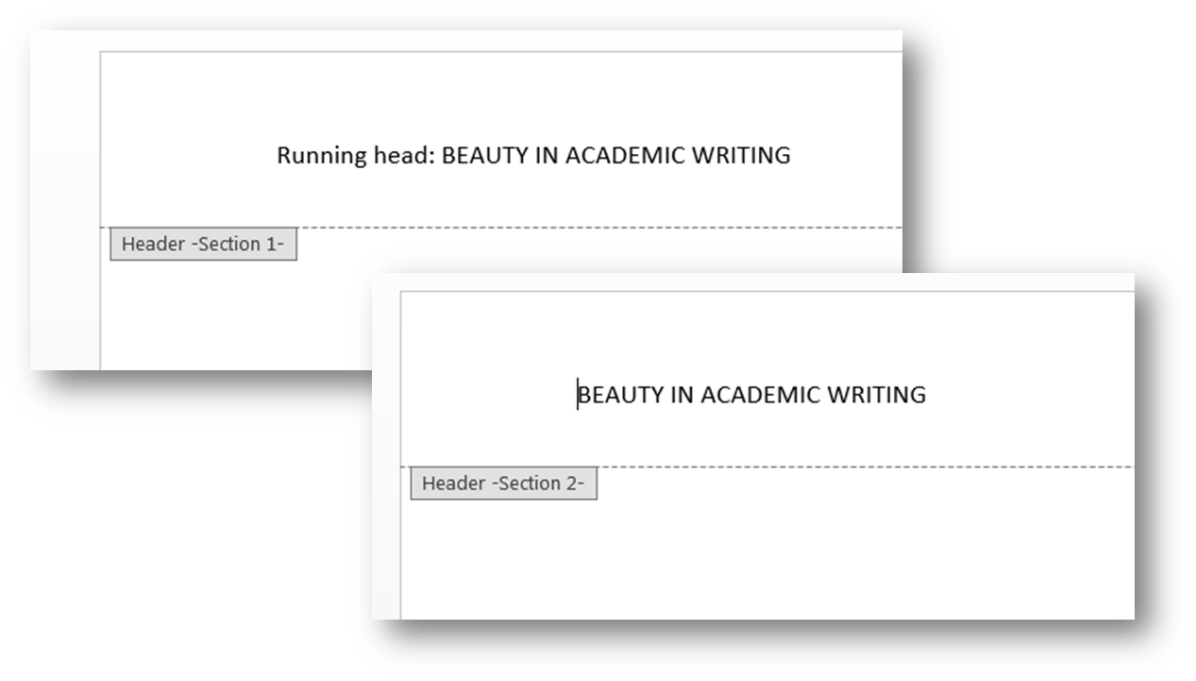 Running head: BEAUTY IN ACADEMIC WRITING
Header -Section 1-
BEAUTY IN ACADEMIC WRITING
Header -Section 2-